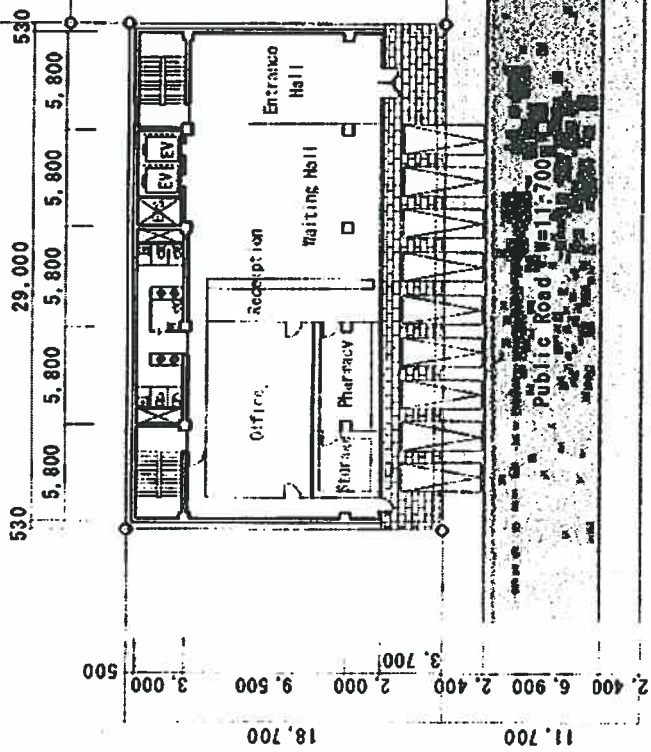 530
5,800
5,800
29,000
5,800
5,800
5,800
530
Entrance
Hall
EV
EV
Waiting Hall
Reception
Office
Pharmacy
Storage
Public Road W=11,700
500
3,000
9,500
2,000
3,700
2,400
2,400
6,900
2,400
18,700
11,700